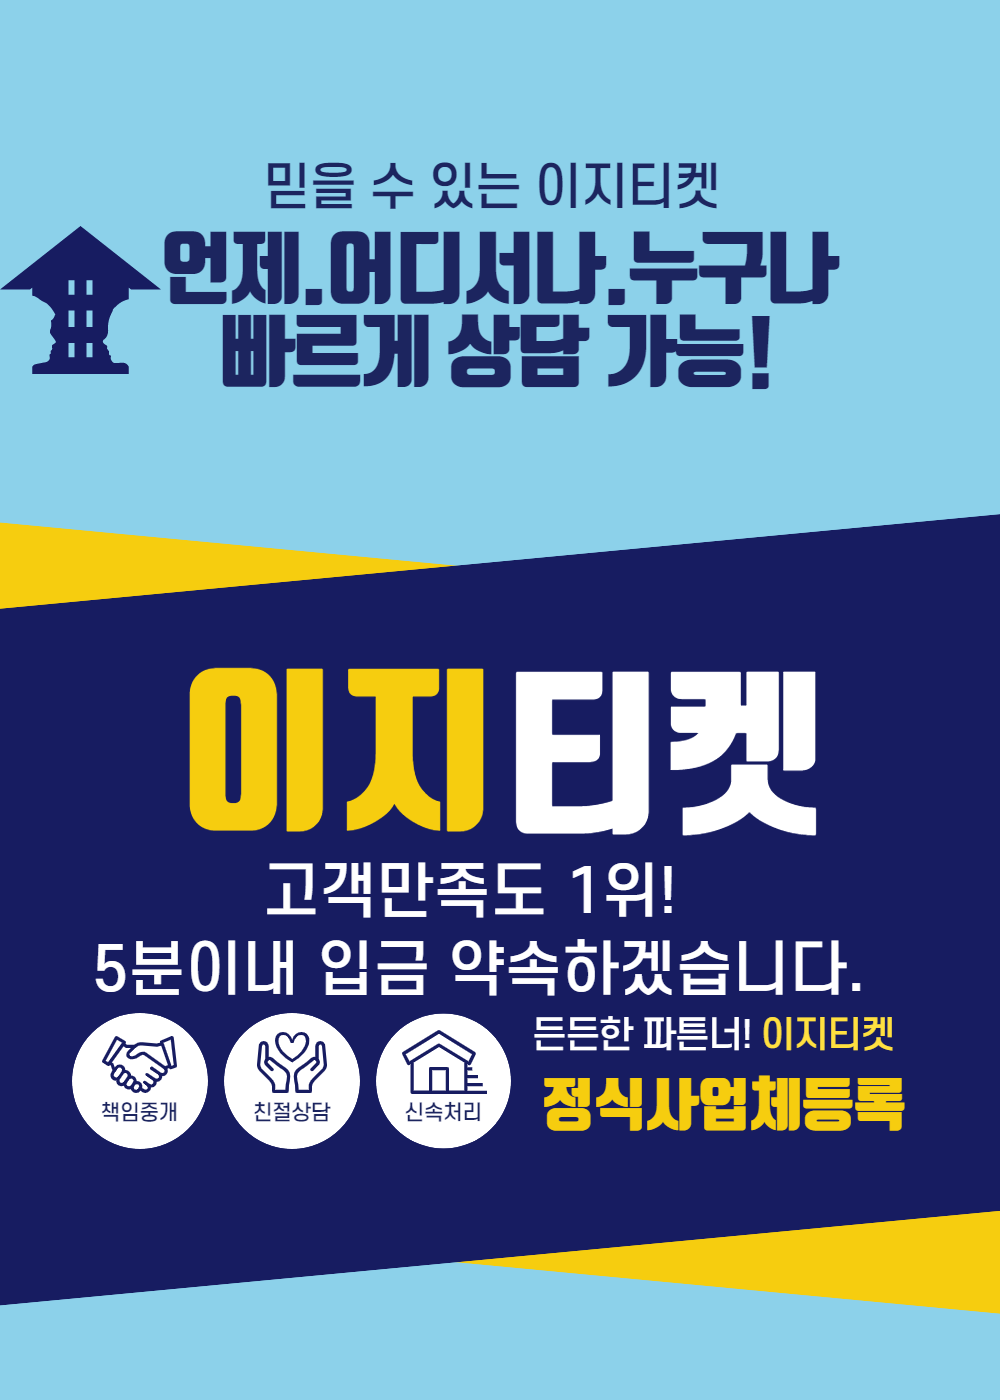 믿을 수 있는 이지티켓
언제.어디서나.누구나
빠르게 상담 가능!
이지티켓
고객만족도 1위!
5분이내 입금 약속하겠습니다.
든든한 파튼너! 이지티켓
정식사업체등록
책임중개
친절상담
신속처리